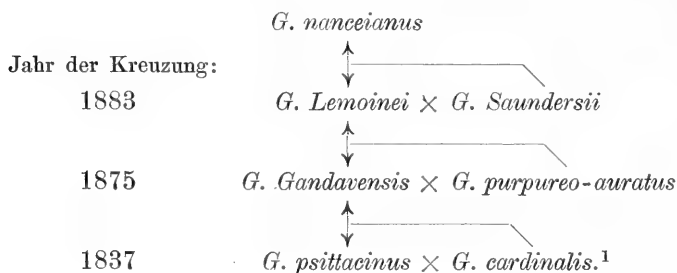 G. nanceianus
Jahr der Kreuzung:
1883 G. Lemoinei × G. Saundersii
1875 G. Gandavensis × G. purpureo-auratus
1837 G. psittacinus × G. cardinalis.¹